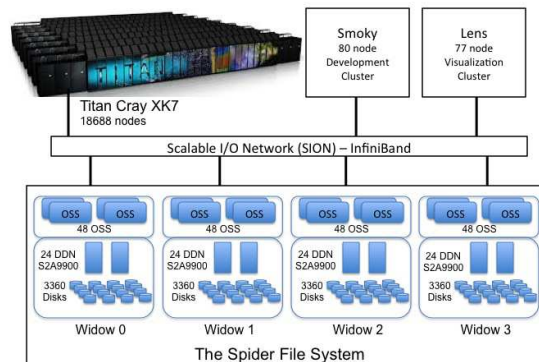 TITAN
Smoky
80 node
Development
Cluster
Lens
77 node
Visualization
Cluster
Titan Cray XK7
18688 nodes
Scalable I/O Network (SION) – InfiniBand
OSS
OSS
48 OSS
24 DDN
S2A9900
3360
Disks
Widow 0
OSS
OSS
48 OSS
24 DDN
S2A9900
3360
Disks
Widow 1
OSS
OSS
48 OSS
24 DDN
S2A9900
3360
Disks
Widow 2
OSS
OSS
48 OSS
24 DDN
S2A9900
3360
Disks
Widow 3
The Spider File System